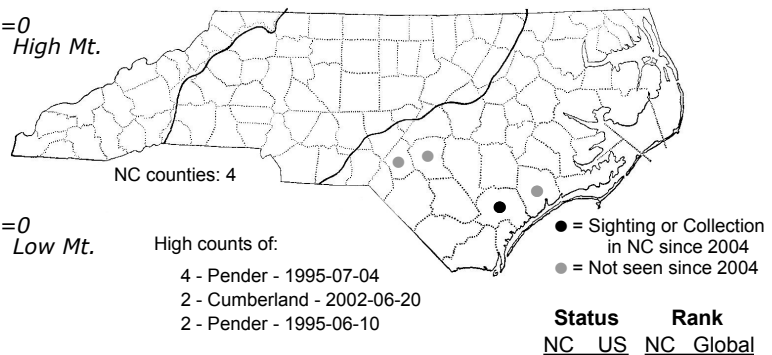 =0
High Mt.
NC counties: 4
=0
Low Mt.
High counts of:
4 - Pender - 1995-07-04
2 - Cumberland - 2002-06-20
2 - Pender - 1995-06-10
= Sighting or Collection
in NC since 2004
= Not seen since 2004
Status Rank
NC US NC Global